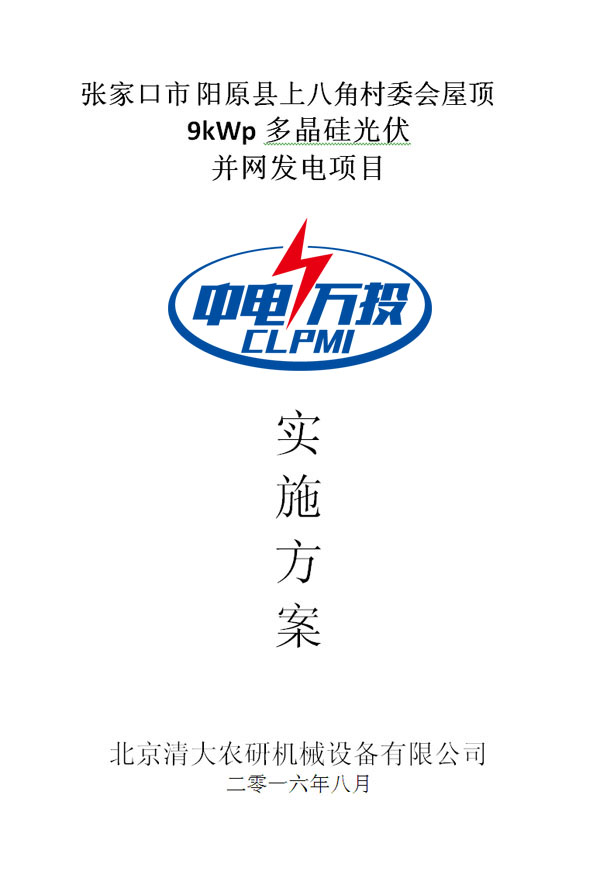 张家口市 阳原县上八角村委会屋顶
9kWp 多晶硅光伏
并网发电项目
中电万投
CLPMI
实
施
方
案
北京清大农研机械设备有限公司
二零一六年八月